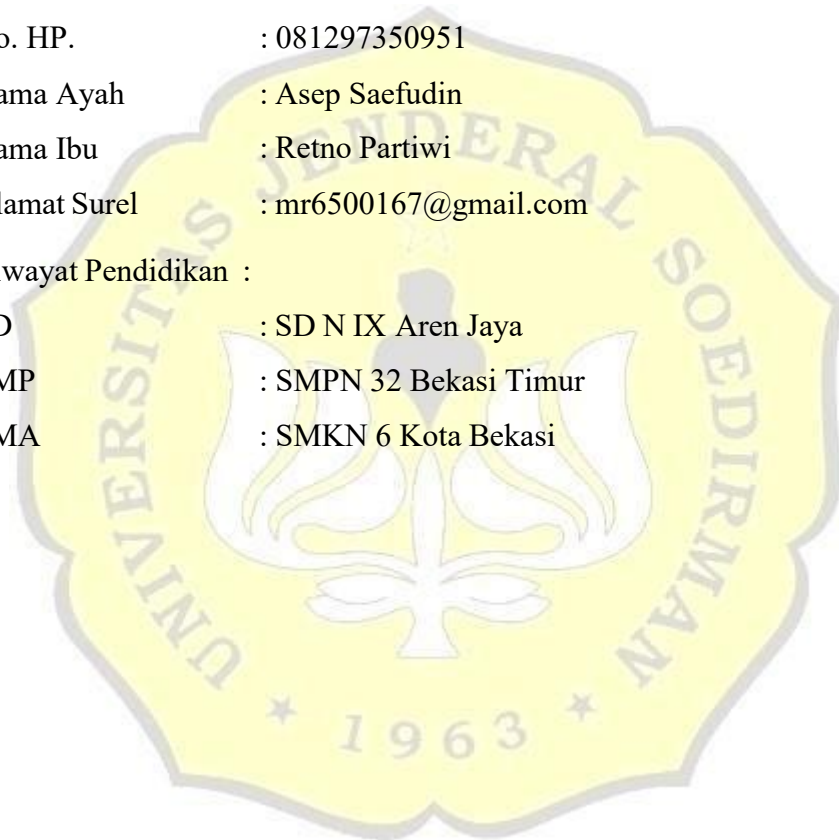 o. HP. : 081297350951
ama Ayah : Asep Saefudin
ama Ibu : Retno Partiwi
lamat Surel : mr6500167@gmail.com
wayat Pendidikan :
D : SD N IX Aren Jaya
MP : SMPN 32 Bekasi Timur
MA : SMKN 6 Kota Bekasi
UNIVERSITAS JENDERAL SOEDIRMAN
1963